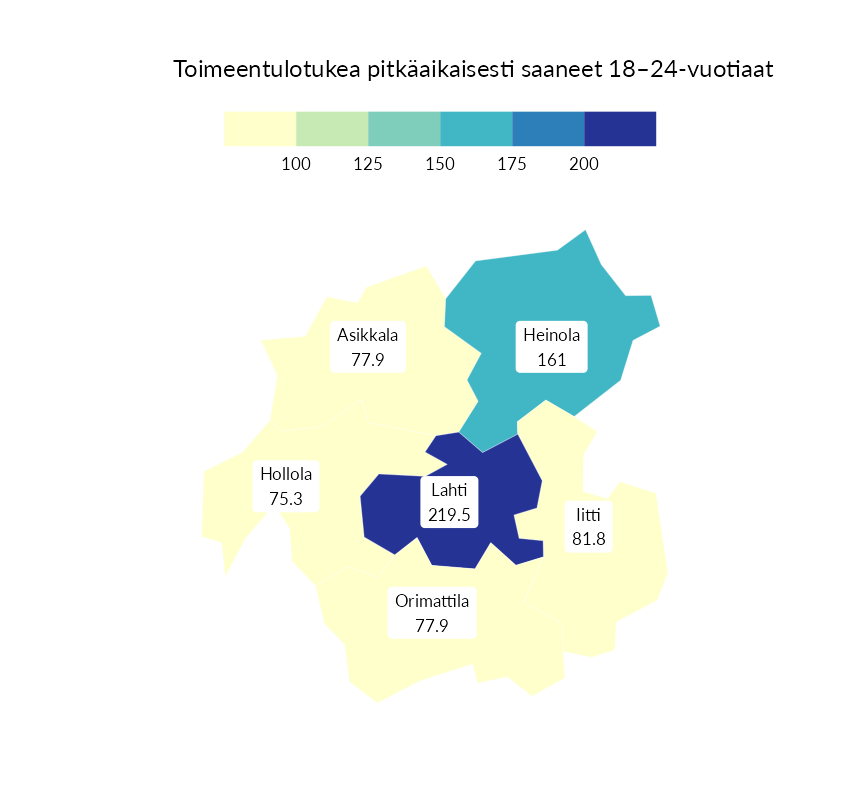 Toimeentulotukea pitkäaikaisesti saaneet 18–24-vuotiaat
100 125 150 175 200
Asikkala
77.9
Heinola
161
Hollola
75.3
Lahti
219.5
Iitti
81.8
Orimattila
77.9